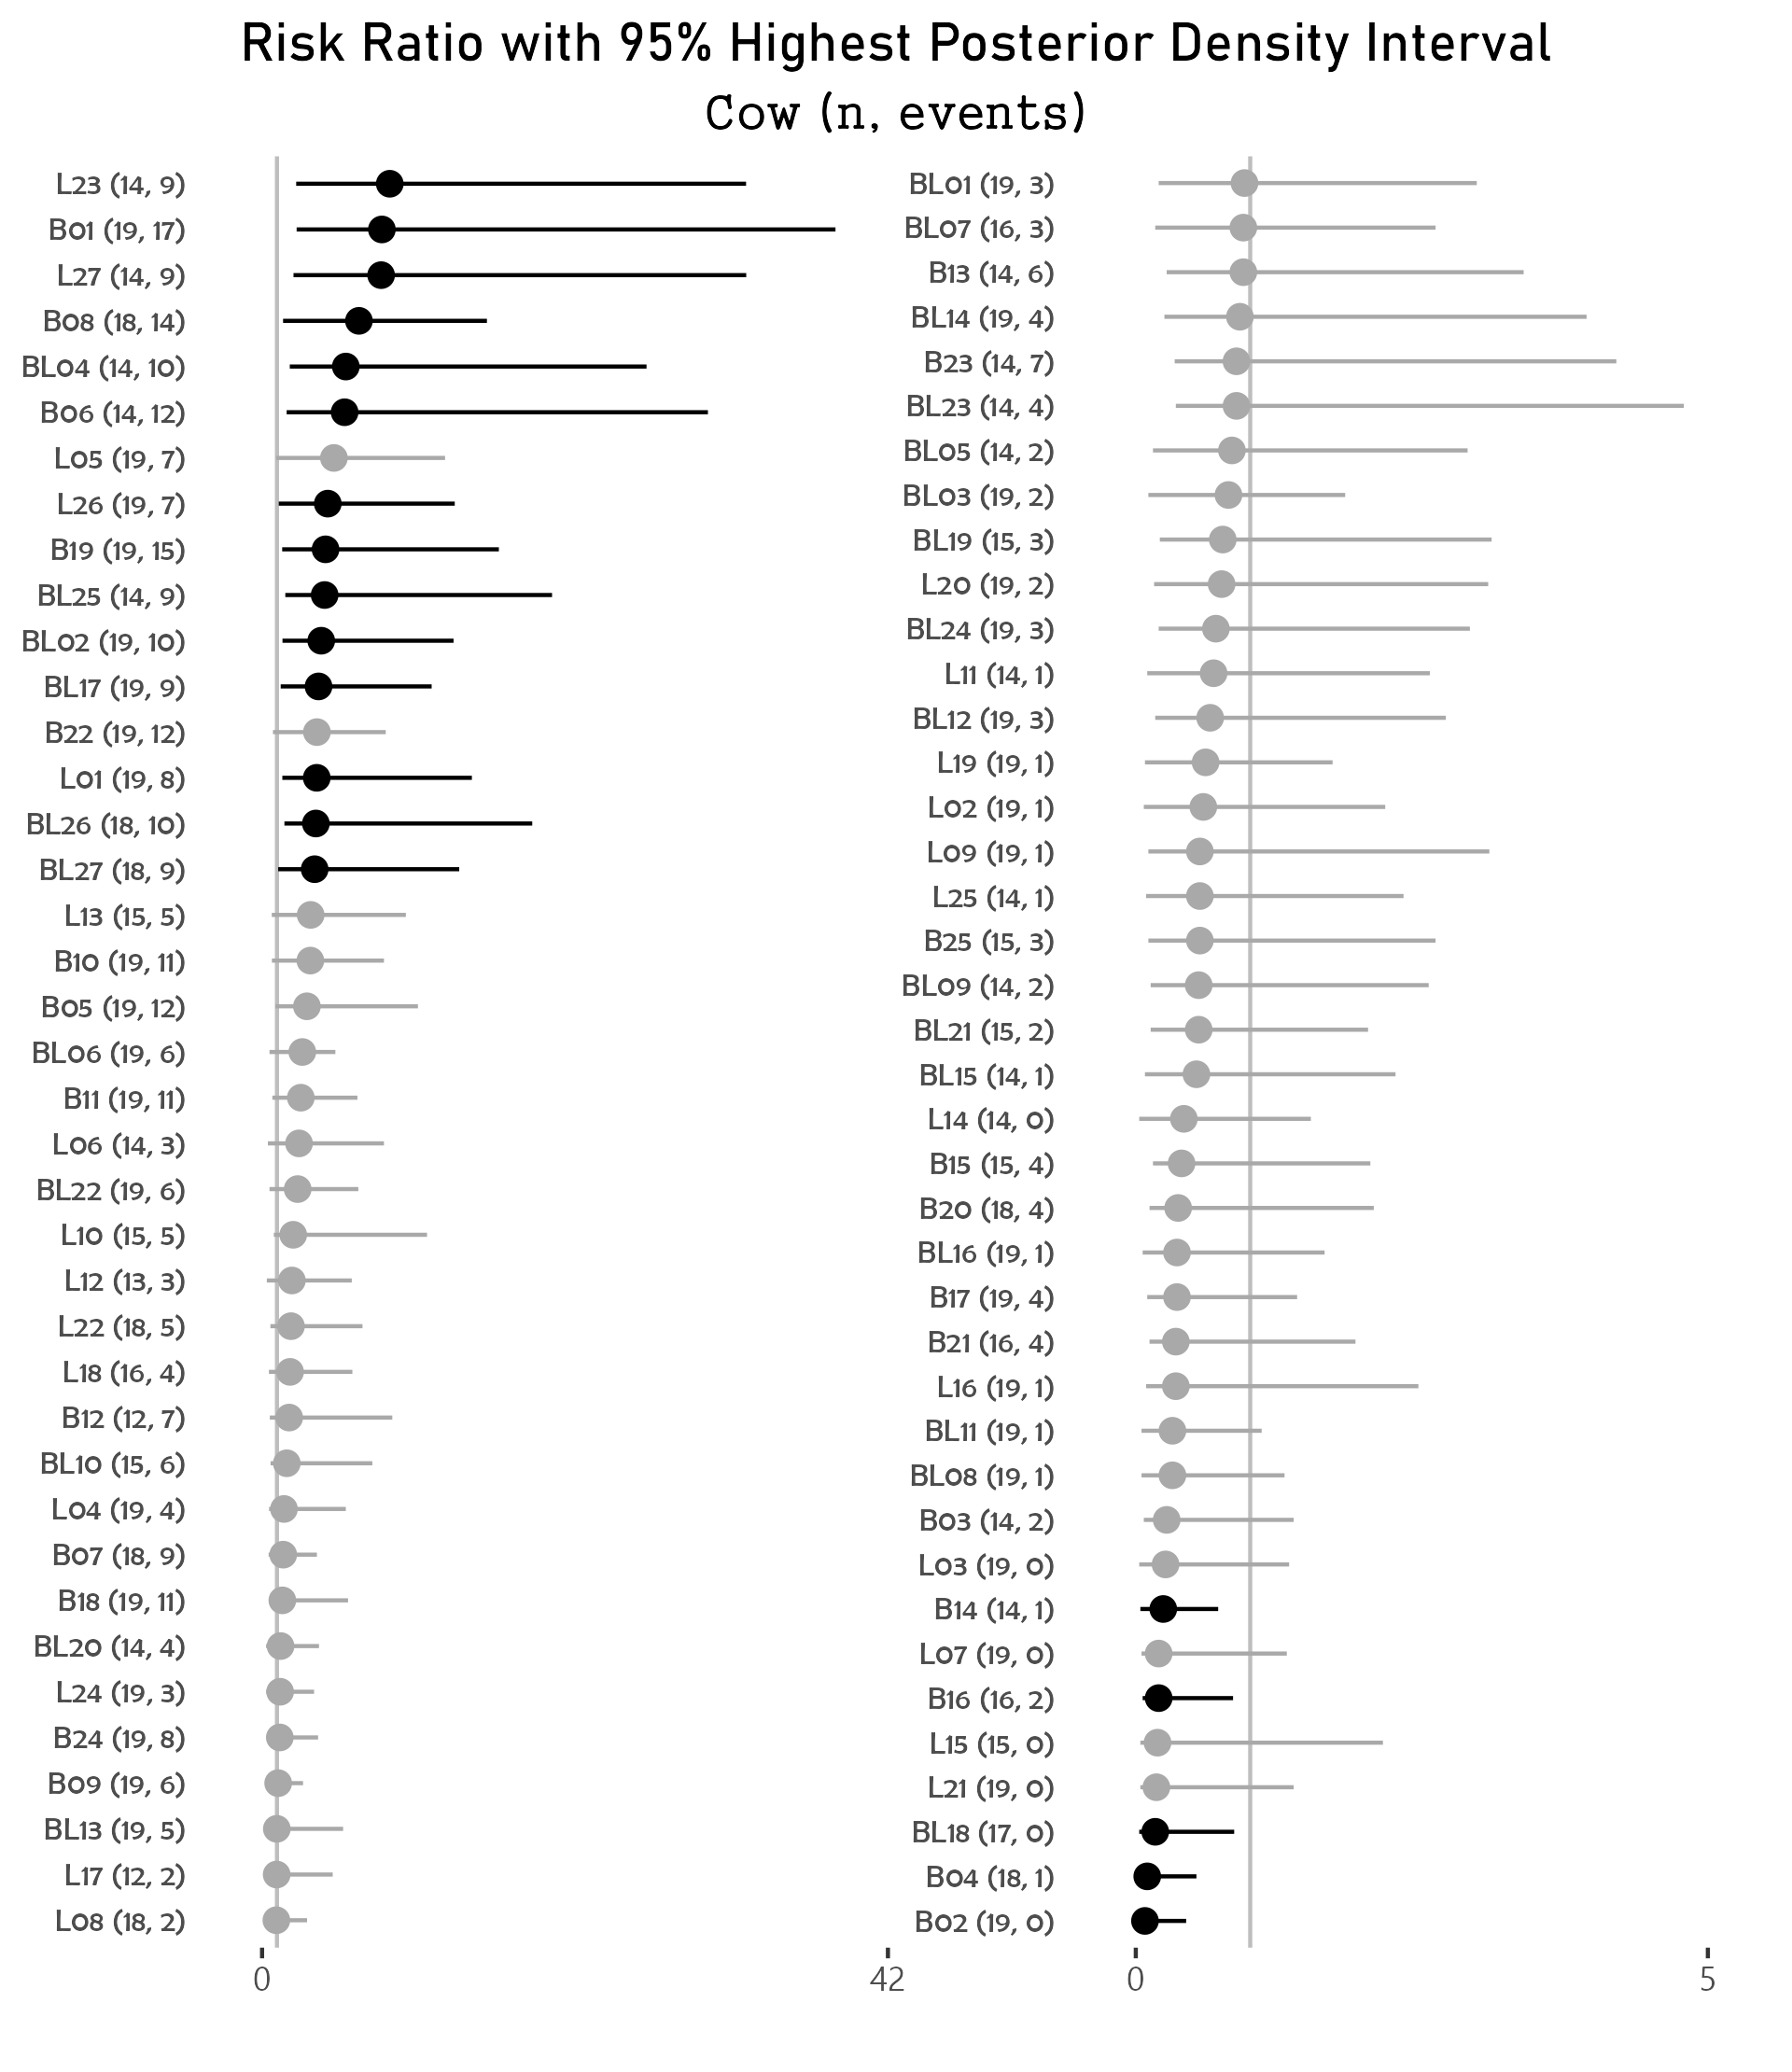 Risk Ratio with 95% Highest Posterior Density Interval
Cow (n, events)
L23 (14, 9)
B01 (19, 17)
L27 (14, 9)
B08 (18, 14)
BL04 (14, 10)
B06 (14, 12)
L05 (19, 7)
L26 (19, 7)
B19 (19, 15)
BL25 (14, 9)
BL02 (19, 10)
BL17 (19, 9)
B22 (19, 12)
L01 (19, 8)
BL26 (18, 10)
BL27 (18, 9)
L13 (15, 5)
B10 (19, 11)
B05 (19, 12)
BL06 (19, 6)
B11 (19, 11)
L06 (14, 3)
BL22 (19, 6)
L10 (15, 5)
L12 (13, 3)
L22 (18, 5)
L18 (16, 4)
B12 (12, 7)
BL10 (15, 6)
L04 (19, 4)
B07 (18, 9)
B18 (19, 11)
BL20 (14, 4)
L24 (19, 3)
B24 (19, 8)
B09 (19, 6)
BL13 (19, 5)
L17 (12, 2)
L08 (18, 2)
0 42
BL01 (19, 3)
BL07 (16, 3)
B13 (14, 6)
BL14 (19, 4)
B23 (14, 7)
BL23 (14, 4)
BL05 (14, 2)
BL03 (19, 2)
BL19 (15, 3)
L20 (19, 2)
BL24 (19, 3)
L11 (14, 1)
BL12 (19, 3)
L19 (19, 1)
L02 (19, 1)
L09 (19, 1)
L25 (14, 1)
B25 (15, 3)
BL09 (14, 2)
BL21 (15, 2)
BL15 (14, 1)
L14 (14, 0)
B15 (15, 4)
B20 (18, 4)
BL16 (19, 1)
B17 (19, 4)
B21 (16, 4)
L16 (19, 1)
BL11 (19, 1)
BL08 (19, 1)
B03 (14, 2)
L03 (19, 0)
B14 (14, 1)
L07 (19, 0)
B16 (16, 2)
L15 (15, 0)
L21 (19, 0)
BL18 (17, 0)
B04 (18, 1)
B02 (19, 0)
0 5